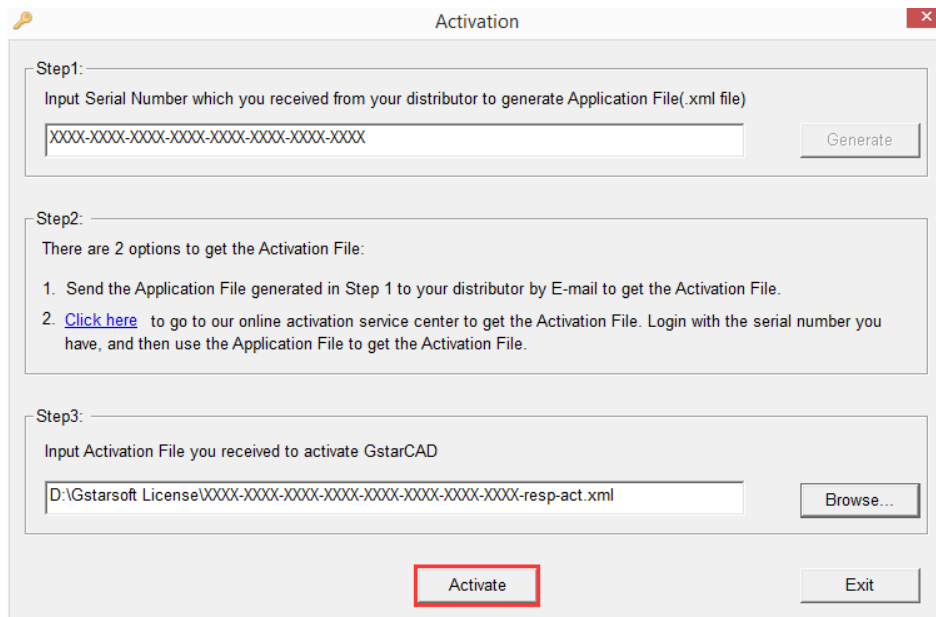 Activation
Step1:
Input Serial Number which you received from your distributor to generate Application File(.xml file)
XXXX-XXXX-XXXX-XXXX-XXXX-XXXX-XXXX-XXXX
Generate
Step2:
There are 2 options to get the Activation File:
1. Send the Application File generated in Step 1 to your distributor by E-mail to get the Activation File.
2. Click here to go to our online activation service center to get the Activation File. Login with the serial number you
have, and then use the Application File to get the Activation File.
Step3:
Input Activation File you received to activate GstarCAD
D:\Gstarsoft License\XXXX-XXXX-XXXX-XXXX-XXXX-XXXX-XXXX-XXXX-resp-act.xml
Browse...
Activate
Exit